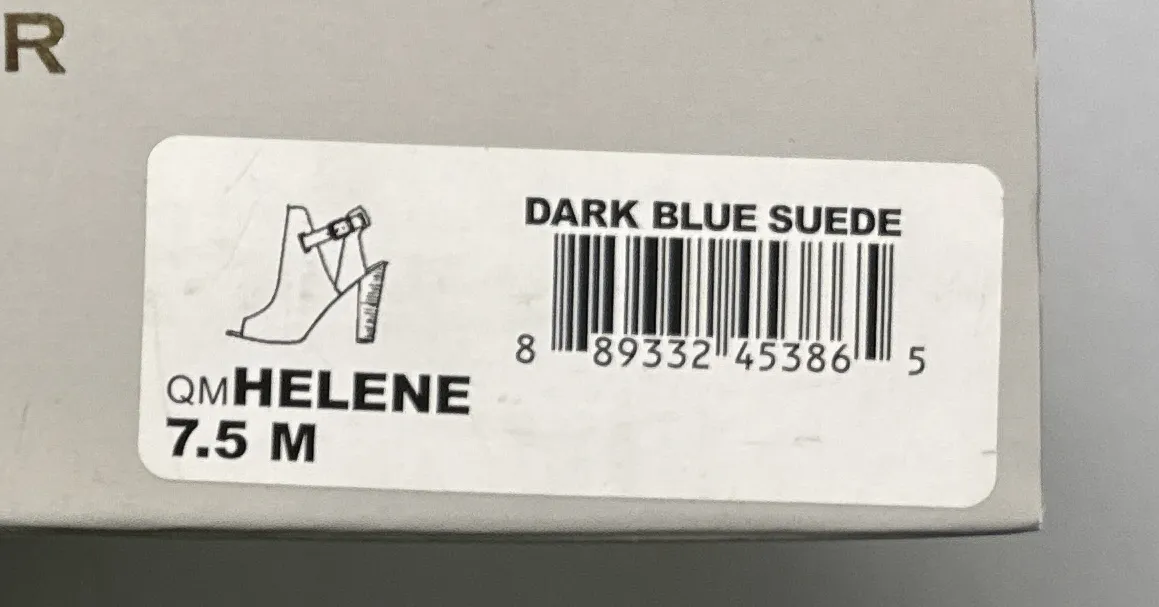 R
DARK BLUE SUEDE
8 89332 45386 5
QMHELENE
7.5 M